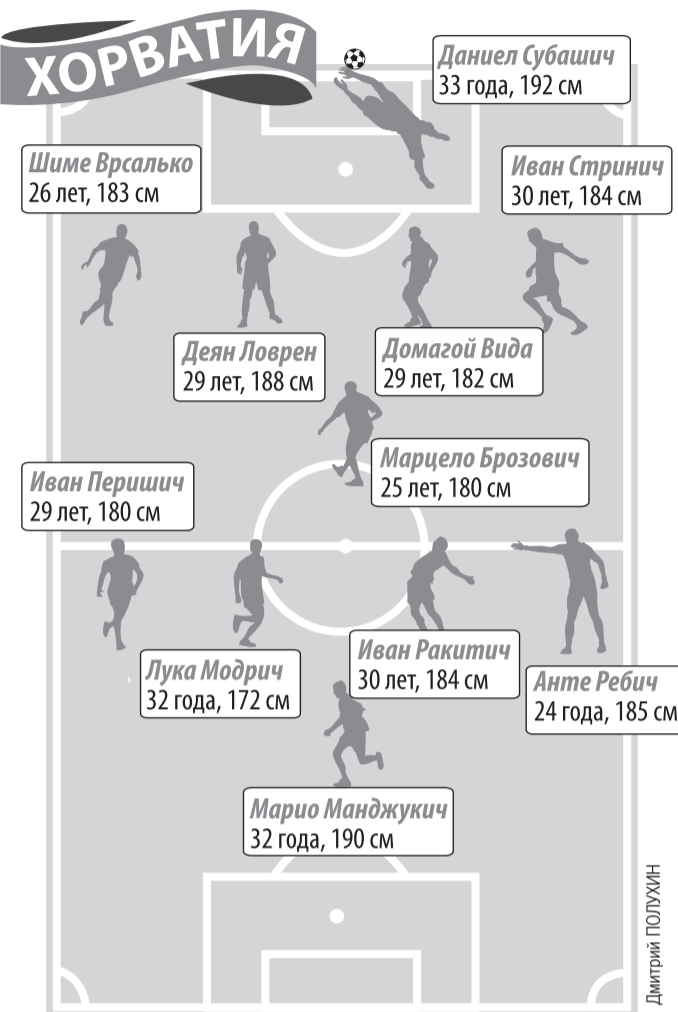 ХОРВАТИЯ
Даниел Субашич
33 года, 192 см
Шиме Врсалько
26 лет, 183 см
Иван Стринич
30 лет, 184 см
Деян Ловрен
29 лет, 188 см
Домагой Вида
29 лет, 182 см
Марцело Брозович
25 лет, 180 см
Иван Перишич
29 лет, 180 см
Лука Модрич
32 года, 172 см
Иван Ракитич
30 лет, 184 см
Анте Ребич
24 года, 185 см
Марио Манджукич
32 года, 190 см
Дмитрий ПОЛУХИН